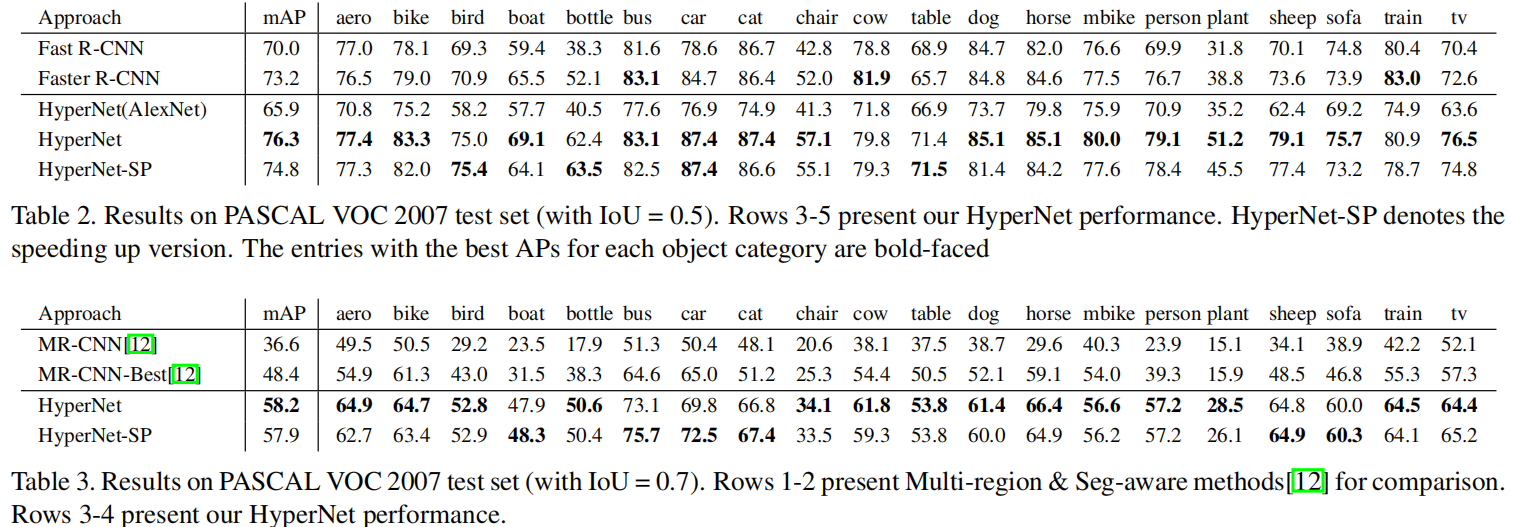 Approach mAP aero bike bird boat bottle bus car cat chair cow table dog horse mbike person plant sheep sofa train tv
Fast R-CNN 70.0 77.0 78.1 69.3 59.4 38.3 81.6 78.6 86.7 42.8 78.8 68.9 84.7 82.0 76.6 69.9 31.8 70.1 74.8 80.4 70.4
Faster R-CNN 73.2 76.5 79.0 70.9 65.5 52.1 83.1 84.7 86.4 52.0 81.9 65.7 84.8 84.6 77.5 76.7 38.8 73.6 73.9 83.0 72.6
HyperNet(AlexNet) 65.9 70.8 75.2 58.2 57.7 40.5 77.6 76.9 74.9 41.3 71.8 66.9 73.7 79.8 75.9 70.9 35.2 62.4 69.2 74.9 63.6
HyperNet 76.3 77.4 83.3 75.0 69.1 62.4 83.1 87.4 87.4 57.1 79.8 71.4 85.1 85.1 80.0 79.1 51.2 79.1 75.7 80.9 76.5
HyperNet-SP 74.8 77.3 82.0 75.4 64.1 63.5 82.5 87.4 86.6 55.1 79.3 71.5 81.4 84.2 77.6 78.4 45.5 77.4 73.2 78.7 74.8
Table 2. Results on PASCAL VOC 2007 test set (with IoU = 0.5). Rows 3-5 present our HyperNet performance. HyperNet-SP denotes the
speeding up version. The entries with the best APs for each object category are bold-faced
Approach mAP aero bike bird boat bottle bus car cat chair cow table dog horse mbike person plant sheep sofa train tv
MR-CNN[12] 36.6 49.5 50.5 29.2 23.5 17.9 51.3 50.4 48.1 20.6 38.1 37.5 38.7 29.6 40.3 23.9 15.1 34.1 38.9 42.2 52.1
MR-CNN-Best[12] 48.4 54.9 61.3 43.0 31.5 38.3 64.6 65.0 51.2 25.3 54.4 50.5 52.1 59.1 54.0 39.3 15.9 48.5 46.8 55.3 57.3
HyperNet 58.2 64.9 64.7 52.8 47.9 50.6 73.1 69.8 66.8 34.1 61.8 53.8 61.4 66.4 56.6 57.2 28.5 64.8 60.0 64.5 64.4
HyperNet-SP 57.9 62.7 63.4 52.9 48.3 50.4 75.7 72.5 67.4 33.5 59.3 53.8 60.0 64.9 56.2 57.2 26.1 64.9 60.3 64.1 65.2
Table 3. Results on PASCAL VOC 2007 test set (with IoU = 0.7). Rows 1-2 present Multi-region & Seg-aware methods[12] for comparison.
Rows 3-4 present our HyperNet performance.